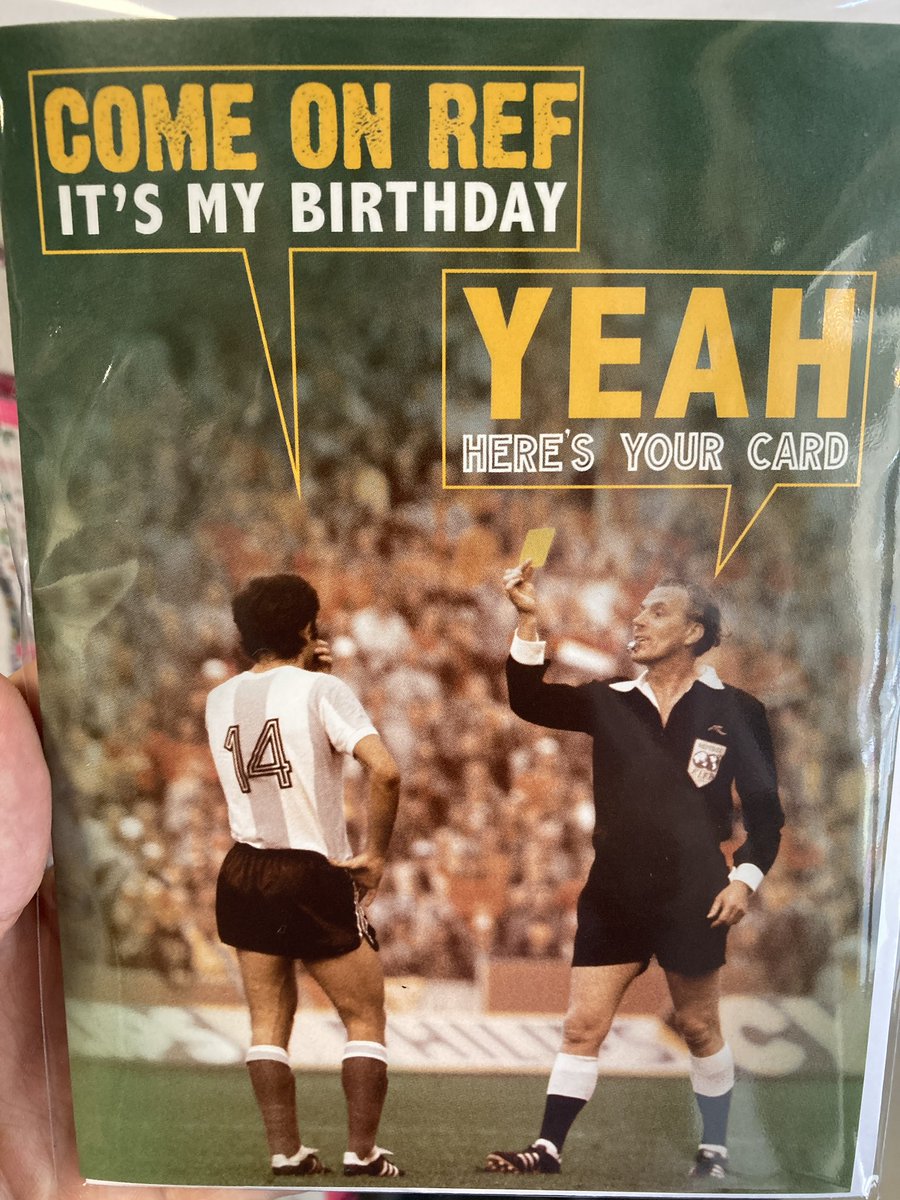 COME ON REF
IT'S MY BIRTHDAY
YEAH
HERE'S YOUR CARD
14